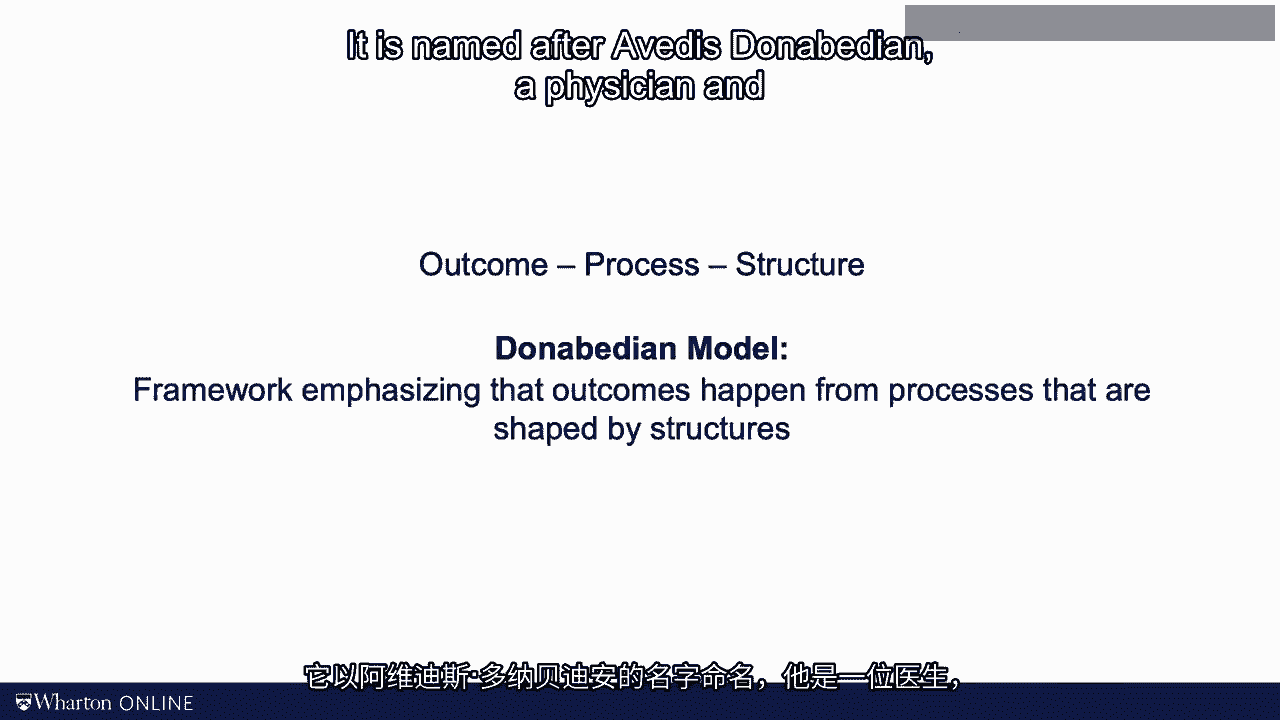 It is named after Avedis Donabedian,
a physician and
Outcome – Process – Structure
Donabedian Model:
Framework emphasizing that outcomes happen from processes that are
shaped by structures
它以阿维迪斯·多纳贝迪安的名字命名，他是一位医生，
Wharton ONLINE